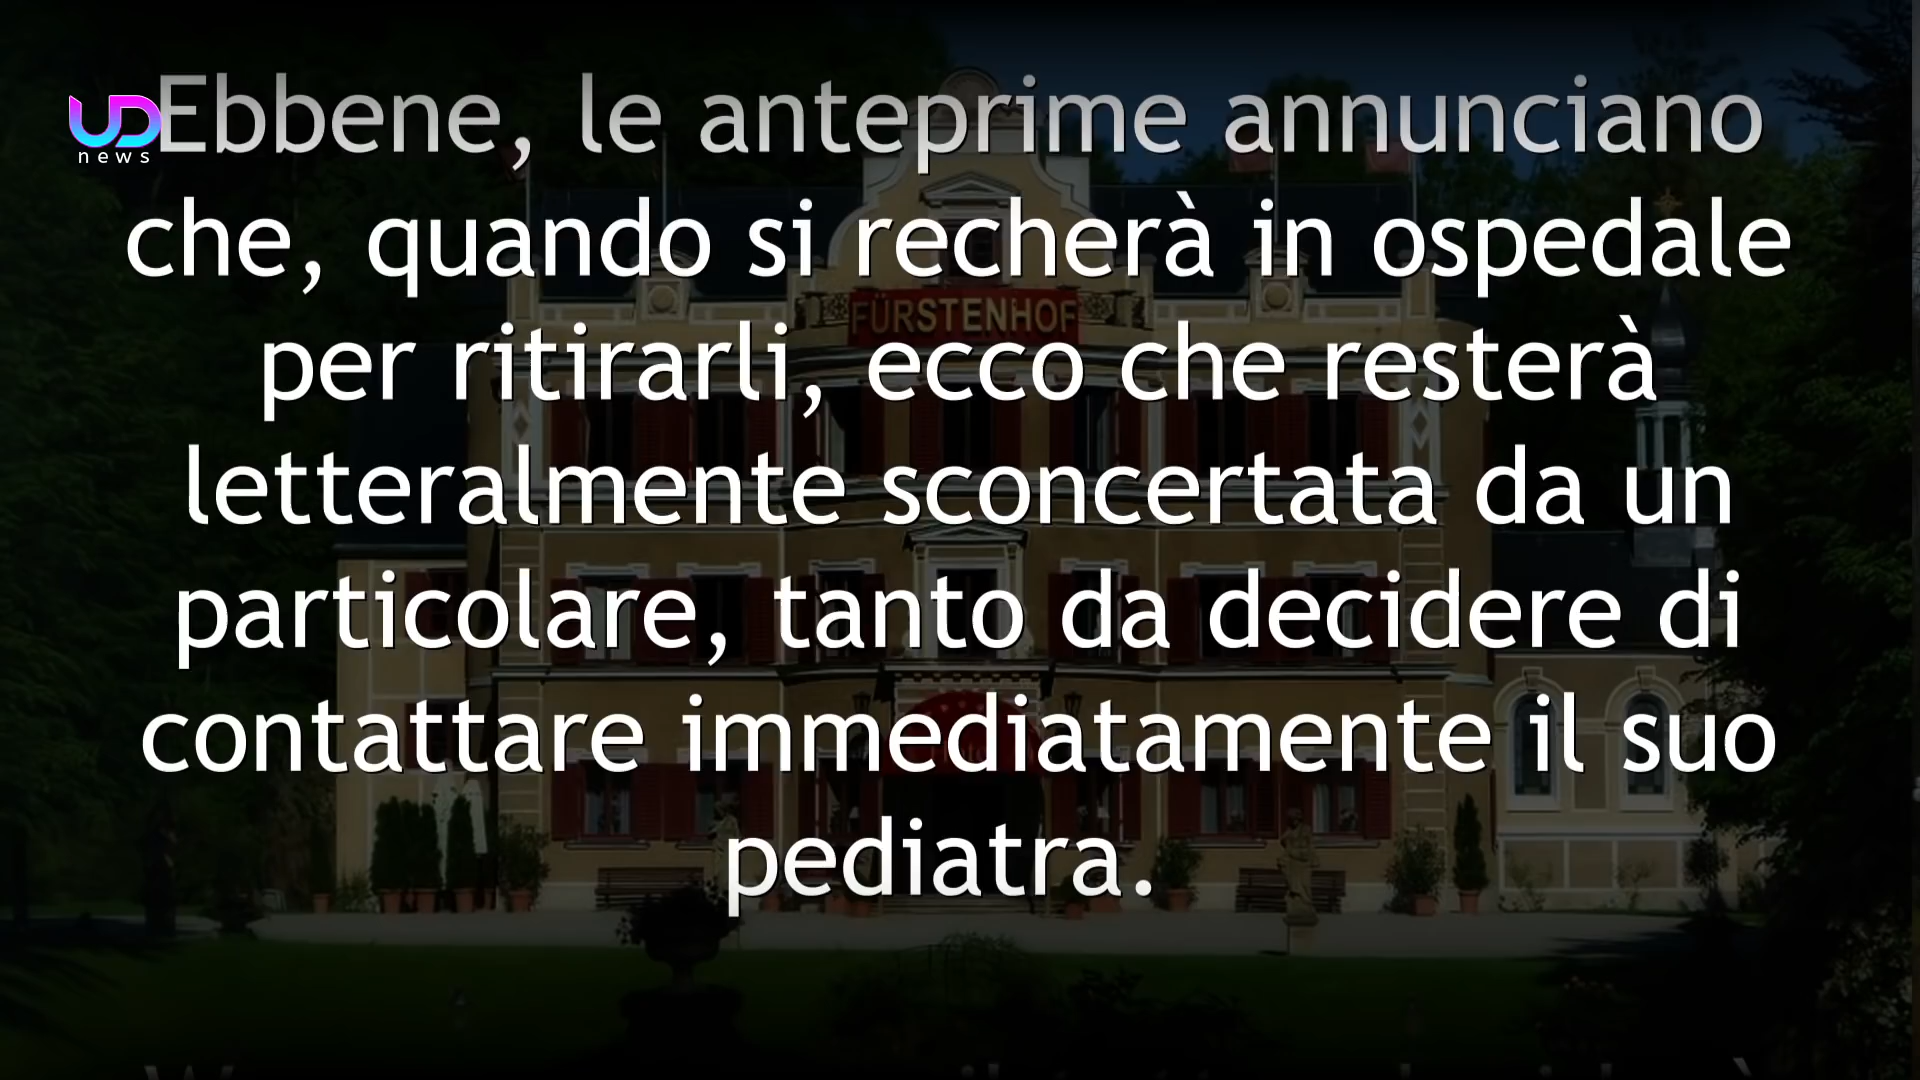 UD
news
Ebbene, le anteprime annunciano
che, quando si recherà in ospedale
FÜRSTENHOF
per ritirarli, ecco che resterà
letteralmente sconcertata da un
particolare, tanto da decidere di
contattare immediatamente il suo
pediatra.